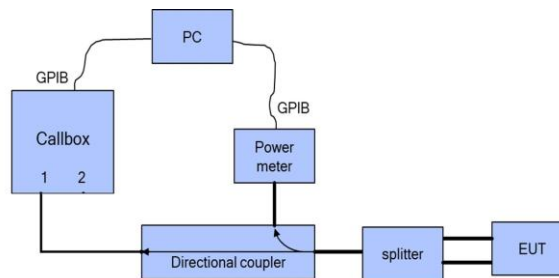 PC
GPIB
GPIB
Callbox
1 2
Power
meter
Directional coupler
splitter
EUT